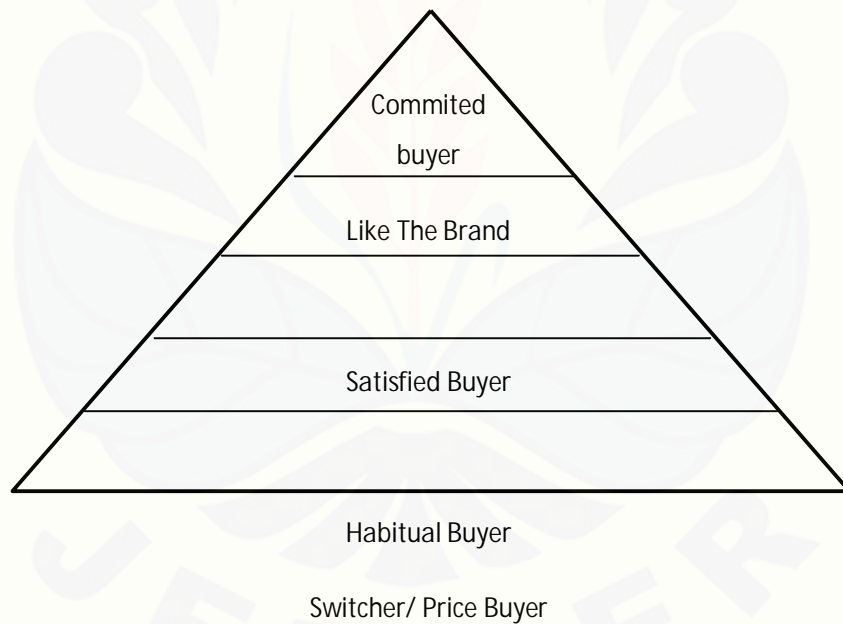 Commited
buyer
Like The Brand
Satisfied Buyer
Habitual Buyer
Switcher/ Price Buyer